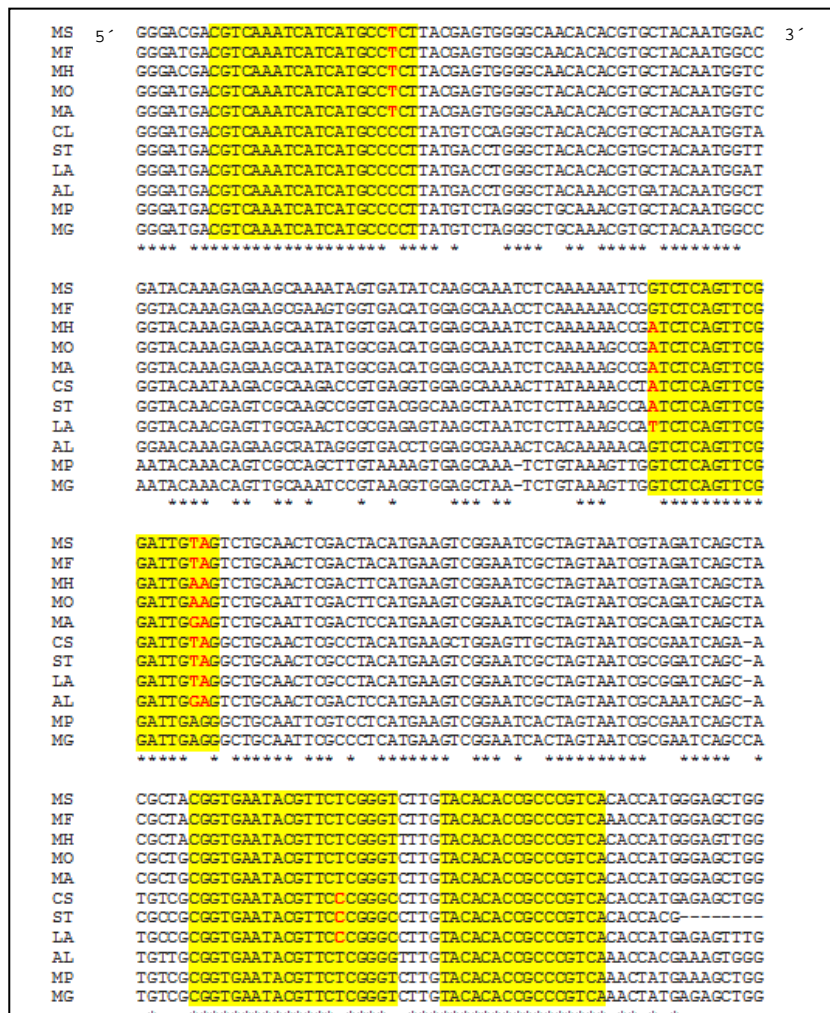 MS 5´ GGGACGACGTCAAATCATCATGCCTCTTACGAGTGGGGCAACACACGTGCTACAATGGAC 3´
MF GGGATGACGTCAAATCATCATGCCTCTTACGAGTGGGGCAACACACGTGCTACAATGGCC
MH GGGACGACGTCAAATCATCATGCCTCTTACGAGTGGGGCAACACACGTGCTACAATGGTC
MO GGGATGACGTCAAATCATCATGCCTCTTACGAGTGGGGCTACACACGTGCTACAATGGTC
MA GGGATGACGTCAAATCATCATGCCTCTTACGAGTGGGGCAACACACGTGCTACAATGGTC
CL GGGATGACGTCAAATCATCATGCCCCTTATGTCCAGGGCTACACACGTGCTACAATGGTA
ST GGGATGACGTCAAATCATCATGCCCCTTATGACCTGGGCTACACACGTGCTACAATGGTT
LA GGGATGACGTCAAATCATCATGCCCCTTATGACCTGGGCTACACACGTGCTACAATGGAT
AL GGGATGACGTCAAATCATCATGCCCCTTATGACCTGGGCTACAAACGTGATACAATGGCT
MP GGGATGACGTCAAATCATCATGCCCCTTATGTCTAGGGCTGCAAACGTGCTACAATGGCC
MG GGGATGACGTCAAATCATCATGCCCCTTATGTCTAGGGCTGCAAACGTGCTACAATGGCC
**** ******************* **** *    ****  ** ***** ********
MS GATACAAAGAGAAGCAAAATAGTGATATCAAGCAAATCTCAAAAAATTCGTCTCAGTTCG
MF GGTACAAAGAGAAGCGAAGTGGTGACATGGAGCAAACCTCAAAAAACCGGTCTCAGTTCG
MH GGTACAAAGAGAAGCAATATGGTGACATGGAGCAAATCTCAAAAAACCGATCTCAGTTCG
MO GGTACAAAGAGAAGCAATATGGCGACATGGAGCAAATCTCAAAAAGCCGATCTCAGTTCG
MA GGTACAAAGAGAAGCAATATGGTGACATGGAGCAAATCTCAAAAAGCCGATCTCAGTTCG
CS GGTACAATAAGACGCAAGACCGTGAGGTGGAGCAAAACTTATAAAACCTATCTCAGTTCG
ST GGTACAACGAGTCGCAAGCCGGTGACGGCAAGCTAATCTCTTAAAGCCAATCTCAGTTCG
LA GGTACAACGAGTTGCGAACTCGCGAGAGTAAGCTAATCTCTTAAAGCCATTCTCAGTTCG
AL GGAACAAAGAGAAGCRATAGGGTGACCTGGAGCGAAACTCACAAAAACAGTCTCAGTTCG
MP AATACAAACAGTCGCCAGCTTGTAAAAGTGAGCAAA-TCTGTAAAGTTGGTCTCAGTTCG
MG AATACAAACAGTTGCAAATCCGTAAGGTGGAGCTAA-TCTGTAAAGTTGGTCTCAGTTCG
****  **  ** *    *  *     *** **      ***     **********
MS GATTGTAGTCTGCAACTCGACTACATGAAGTCGGAATCGCTAGTAATCGTAGATCAGCTA
MF GATTGTAGTCTGCAACTCGACTACATGAAGTCGGAATCGCTAGTAATCGTAGATCAGCTA
MH GATTGAAGTCTGCAACTCGACTTCATGAAGTCGGAATCGCTAGTAATCGTAGATCAGCTA
MO GATTGAAGTCTGCAATTCGACTTCATGAAGTCGGAATCGCTAGTAATCGCAGATCAGCTA
MA GATTGGAGTCTGCAATTCGACTCCATGAAGTCGGAATCGCTAGTAATCGCAGATCAGCTA
CS GATTGTAGGCTGCAACTCGCCTACATGAAGCTGGAGTTGCTAGTAATCGCGAATCAGA-A
ST GATTGTAGGCTGCAACTCGCCTACATGAAGTCGGAATCGCTAGTAATCGCGGATCAGC-A
LA GATTGTAGGCTGCAACTCGCCTACATGAAGTCGGAATCGCTAGTAATCGCGGATCAGC-A
AL GATTGGAGTCTGCAACTCGACTCCATGAAGTCGGAATCGCTAGTAATCGCAAATCAGC-A
MP GATTGAGGGCTGCAATTCGTCCTCATGAAGTCGGAATCACTAGTAATCGCGAATCAGCTA
MG GATTGAGGGCTGCAATTCGCCCTCATGAAGTCGGAATCACTAGTAATCGCGAATCAGCCA
*****  * ****** *** *  *******  *** *  **********   *****  *
MS CGCTACGGTGAATACGTTCTCGGGTCTTGTACACACCGCCCGTCACACCATGGGAGCTGG
MF CGCTACGGTGAATACGTTCTCGGGTCTTGTACACACCGCCCGTCAAACCATGGGAGCTGG
MH CGCTACGGTGAATACGTTCTCGGGTTTTGTACACACCGCCCGTCACACCATGGGAGTTGG
MO CGCTGCGGTGAATACGTTCTCGGGTCTTGTACACACCGCCCGTCACACCATGGGAGCTGG
MA CGCTGCGGTGAATACGTTCTCGGGTCTTGTACACACCGCCCGTCACACCATGGGAGCTGG
CS TGTCGCGGTGAATACGTTCCCGGGCCTTGTACACACCGCCCGTCACACCATGAGAGCTGG
ST CGCCGCGGTGAATACGTTCCCGGGCCTTGTACACACCGCCCGTCACACCACG--------
LA TGCCGCGGTGAATACGTTCCCGGGCCTTGTACACACCGCCCGTCACACCATGAGAGTTTG
AL TGTTGCGGTGAATACGTTCTCGGGGTTTGTACACACCGCCCGTCAAACCACGAAAGTGGG
MP TGTCGCGGTGAATACGTTCTCGGGTCTTGTACACACCGCCCGTCAAACTATGAAAGCTGG
MG TGTCGCGGTGAATACGTTCTCGGGTCTTGTACACACCGCCCGTCAAACTATGAGAGCTGG
*   ************** ****  ******************* ** * *